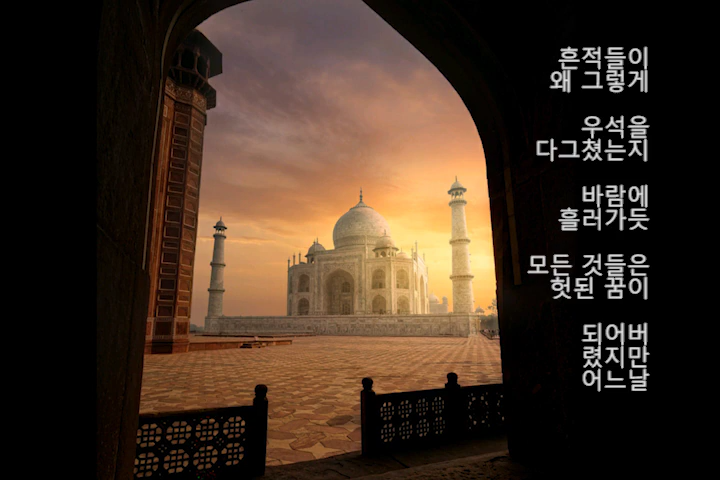 흔적들이
왜 그렇게
우석을
다그쳤는지
바람에
흘러가듯
모든 것들은
헛된 꿈이
되어버
렸지만
어느날